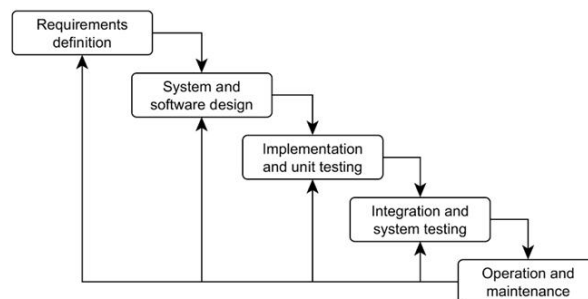 Requirements
definition
System and
software design
Implementation
and unit testing
Integration and
system testing
Operation and
maintenance